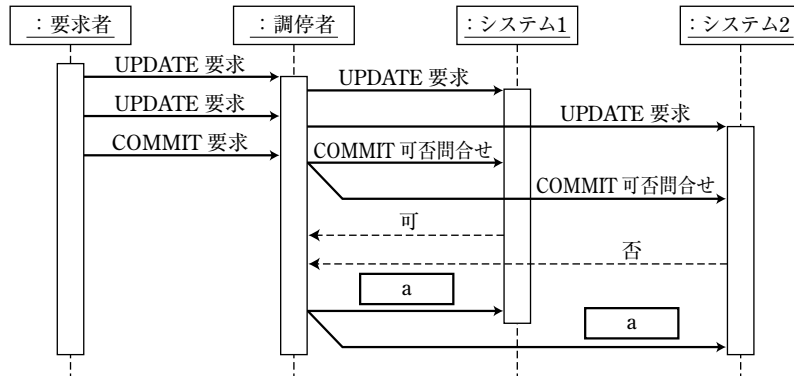 ：要求者
：調停者
：システム1
：システム2
UPDATE 要求
UPDATE 要求
UPDATE 要求
UPDATE 要求
COMMIT 要求
COMMIT 可否問合せ
COMMIT 可否問合せ
可
否
a
a